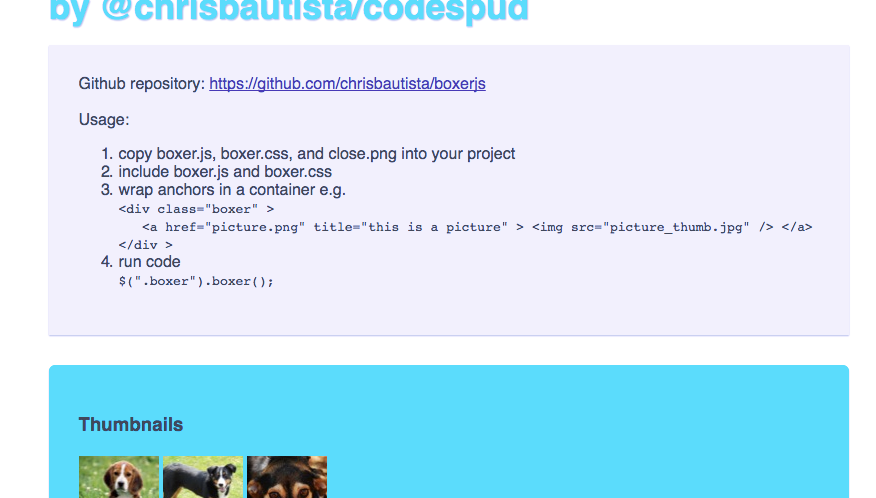 by @chrisbautista/codespud
Github repository: https://github.com/chrisbautista/boxerjs
Usage:
1. copy boxer.js, boxer.css, and close.png into your project
2. include boxer.js and boxer.css
3. wrap anchors in a container e.g.
<div class="boxer" >
<a href="picture.png" title="this is a picture" > <img src="picture_thumb.jpg" /> </a>
</div >
4. run code
$(".boxer").boxer();
Thumbnails